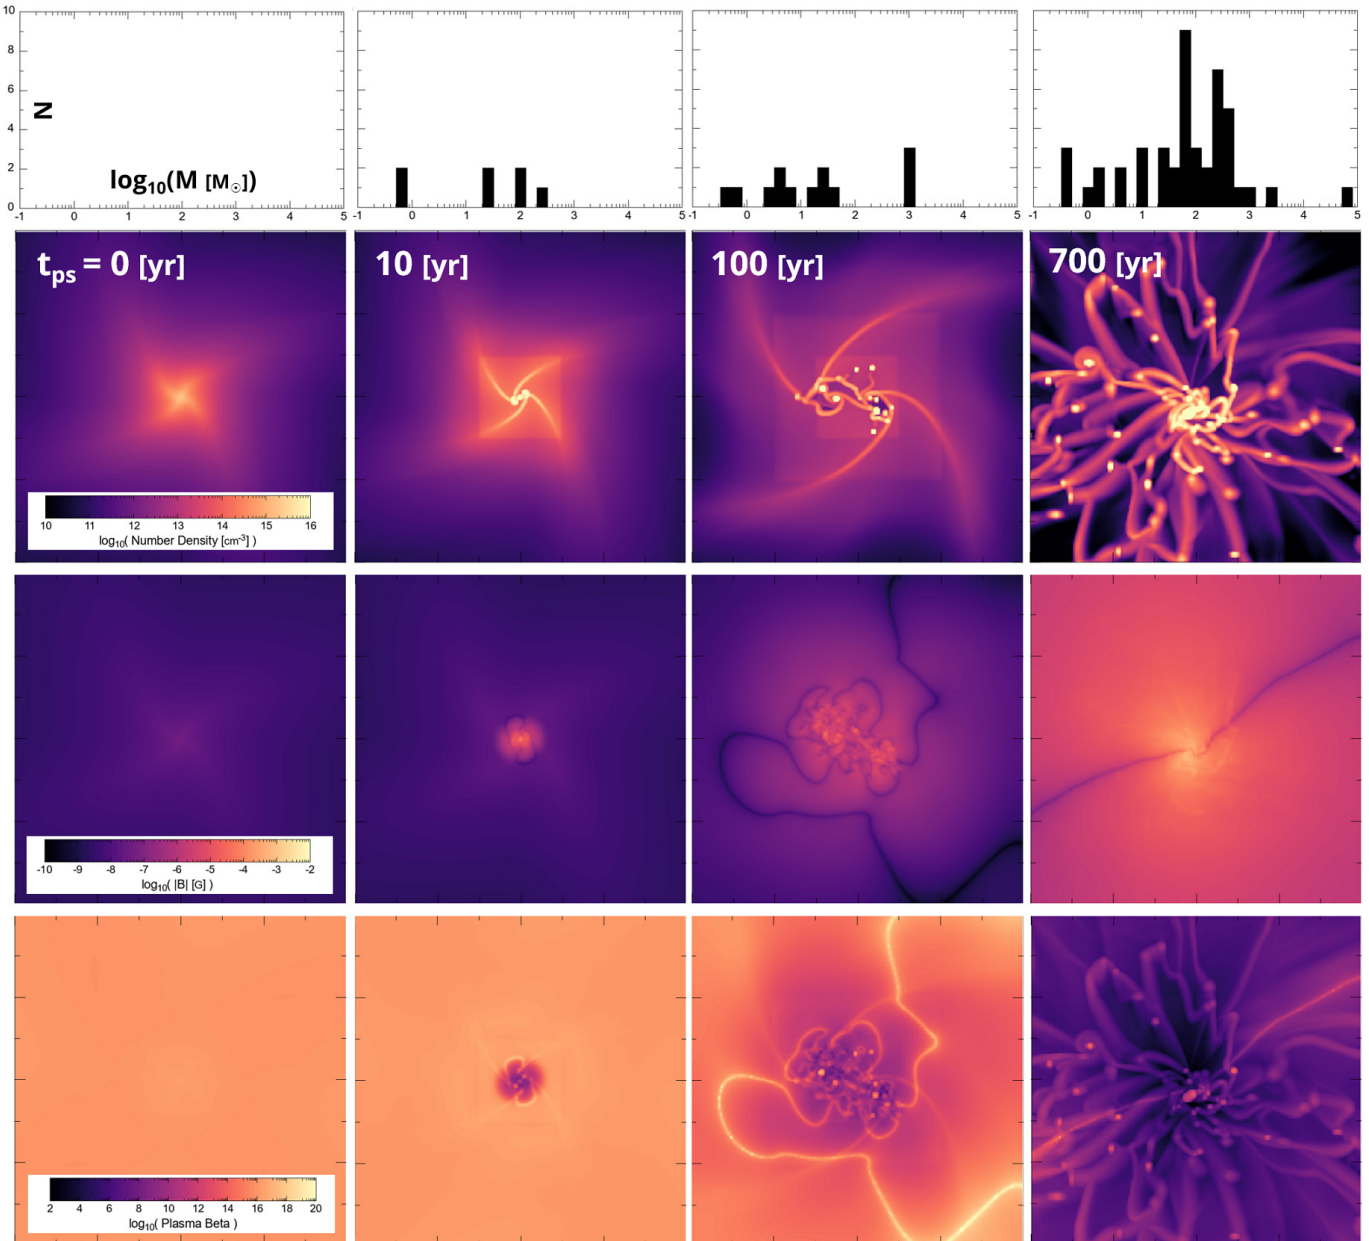 10
8
6
4
2
0
N
log₁₀(M [M☉])
-1 0 1 2 3 4 5
-1 0 1 2 3 4 5
-1 0 1 2 3 4 5
-1 0 1 2 3 4 5
tps = 0 [yr]
10 [yr]
100 [yr]
700 [yr]
10 11 12 13 14 15 16
log₁₀( Number Density [cm⁻³] )
-10 -9 -8 -7 -6 -5 -4 -3 -2
log₁₀( |B| [G] )
2 4 6 8 10 12 14 16 18 20
log₁₀( Plasma Beta )